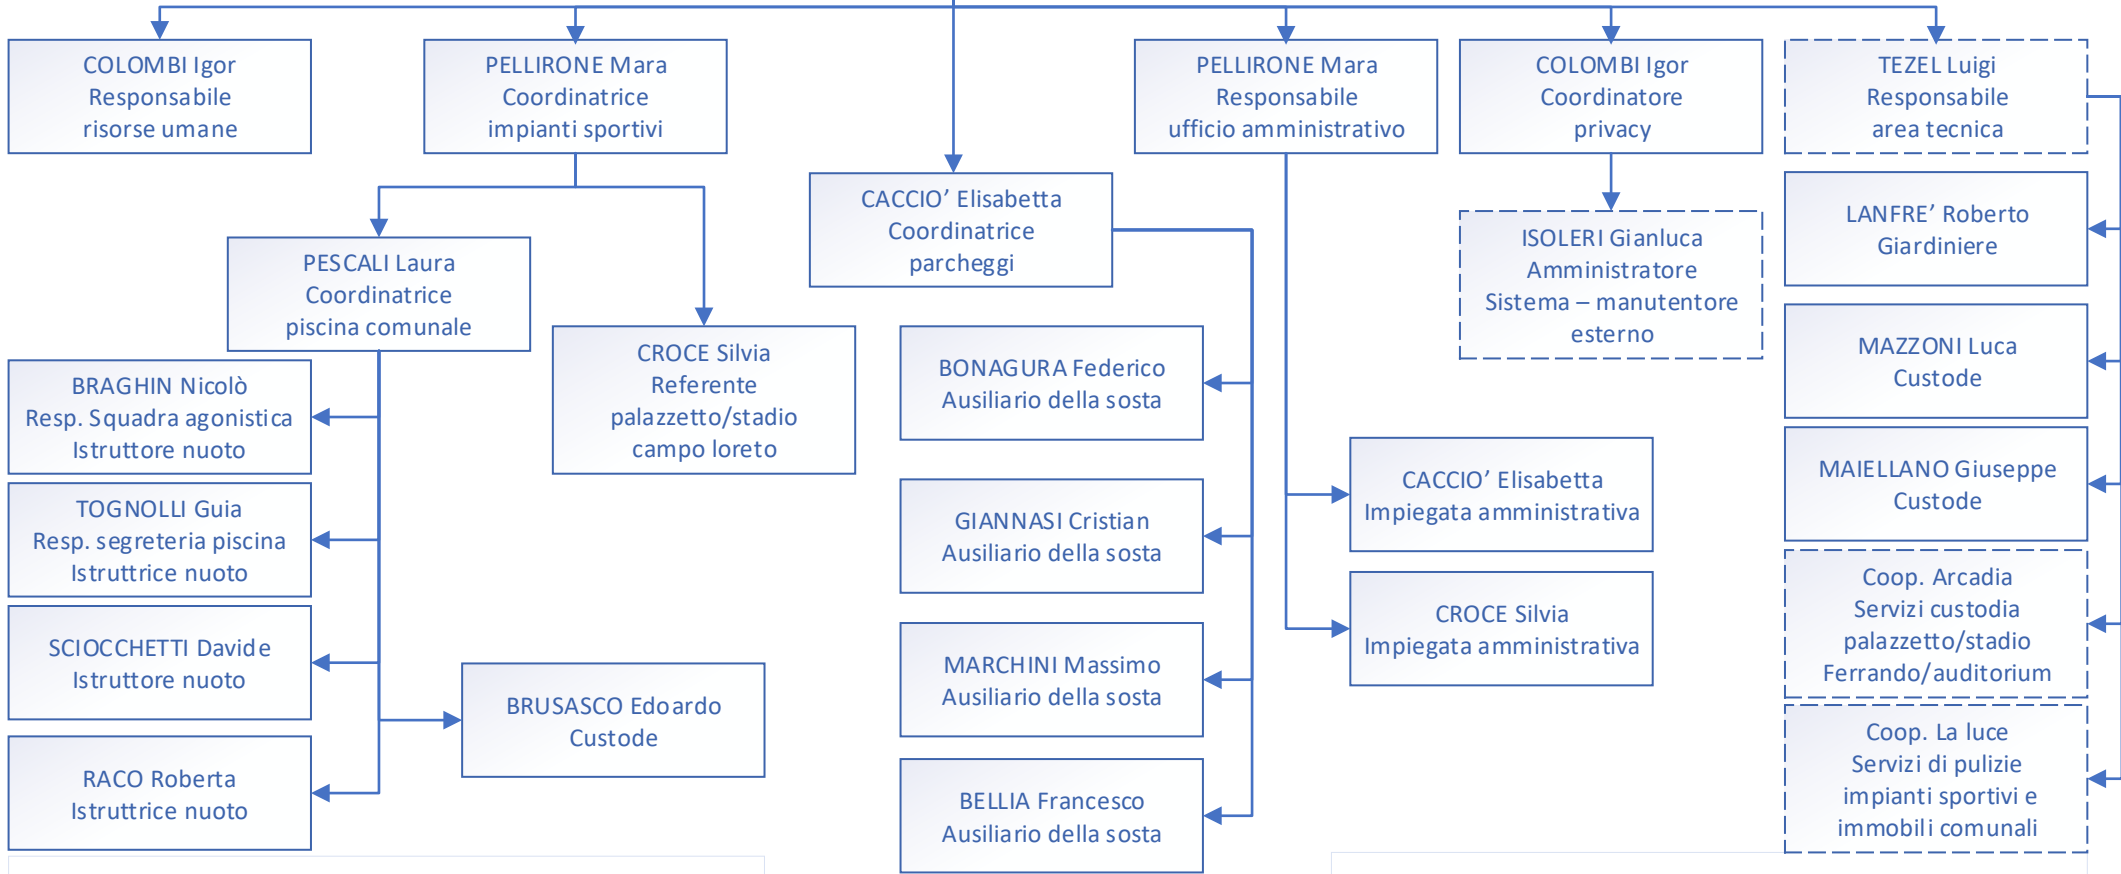 COLOMBI Igor
Responsabile
risorse umane
PELLIRONE Mara
Coordinatrice
impianti sportivi
PELLIRONE Mara
Responsabile
ufficio amministrativo
COLOMBI Igor
Coordinatore
privacy
TEZEL Luigi
Responsabile
area tecnica
CACCIO’ Elisabetta
Coordinatrice
parcheggi
LANFRE’ Roberto
Giardiniere
ISOLERI Gianluca
Amministratore
Sistema – manutentore
esterno
PESCALI Laura
Coordinatrice
piscina comunale
CROCE Silvia
Referente
palazzetto/stadio
campo loreto
BONAGURA Federico
Ausiliario della sosta
MAZZONI Luca
Custode
BRAGHIN Nicolò
Resp. Squadra agonistica
Istruttore nuoto
CACCIO’ Elisabetta
Impiegata amministrativa
MAIELLANO Giuseppe
Custode
TOGNOLLI Guia
Resp. segreteria piscina
Istruttrice nuoto
GIANNASI Cristian
Ausiliario della sosta
CROCE Silvia
Impiegata amministrativa
Coop. Arcadia
Servizi custodia
palazzetto/stadio
Ferrando/auditorium
SCIOCCHETTI Davide
Istruttore nuoto
BRUSASCO Edoardo
Custode
MARCHINI Massimo
Ausiliario della sosta
Coop. La luce
Servizi di pulizie
impianti sportivi e
immobili comunali
RACO Roberta
Istruttrice nuoto
BELLIA Francesco
Ausiliario della sosta